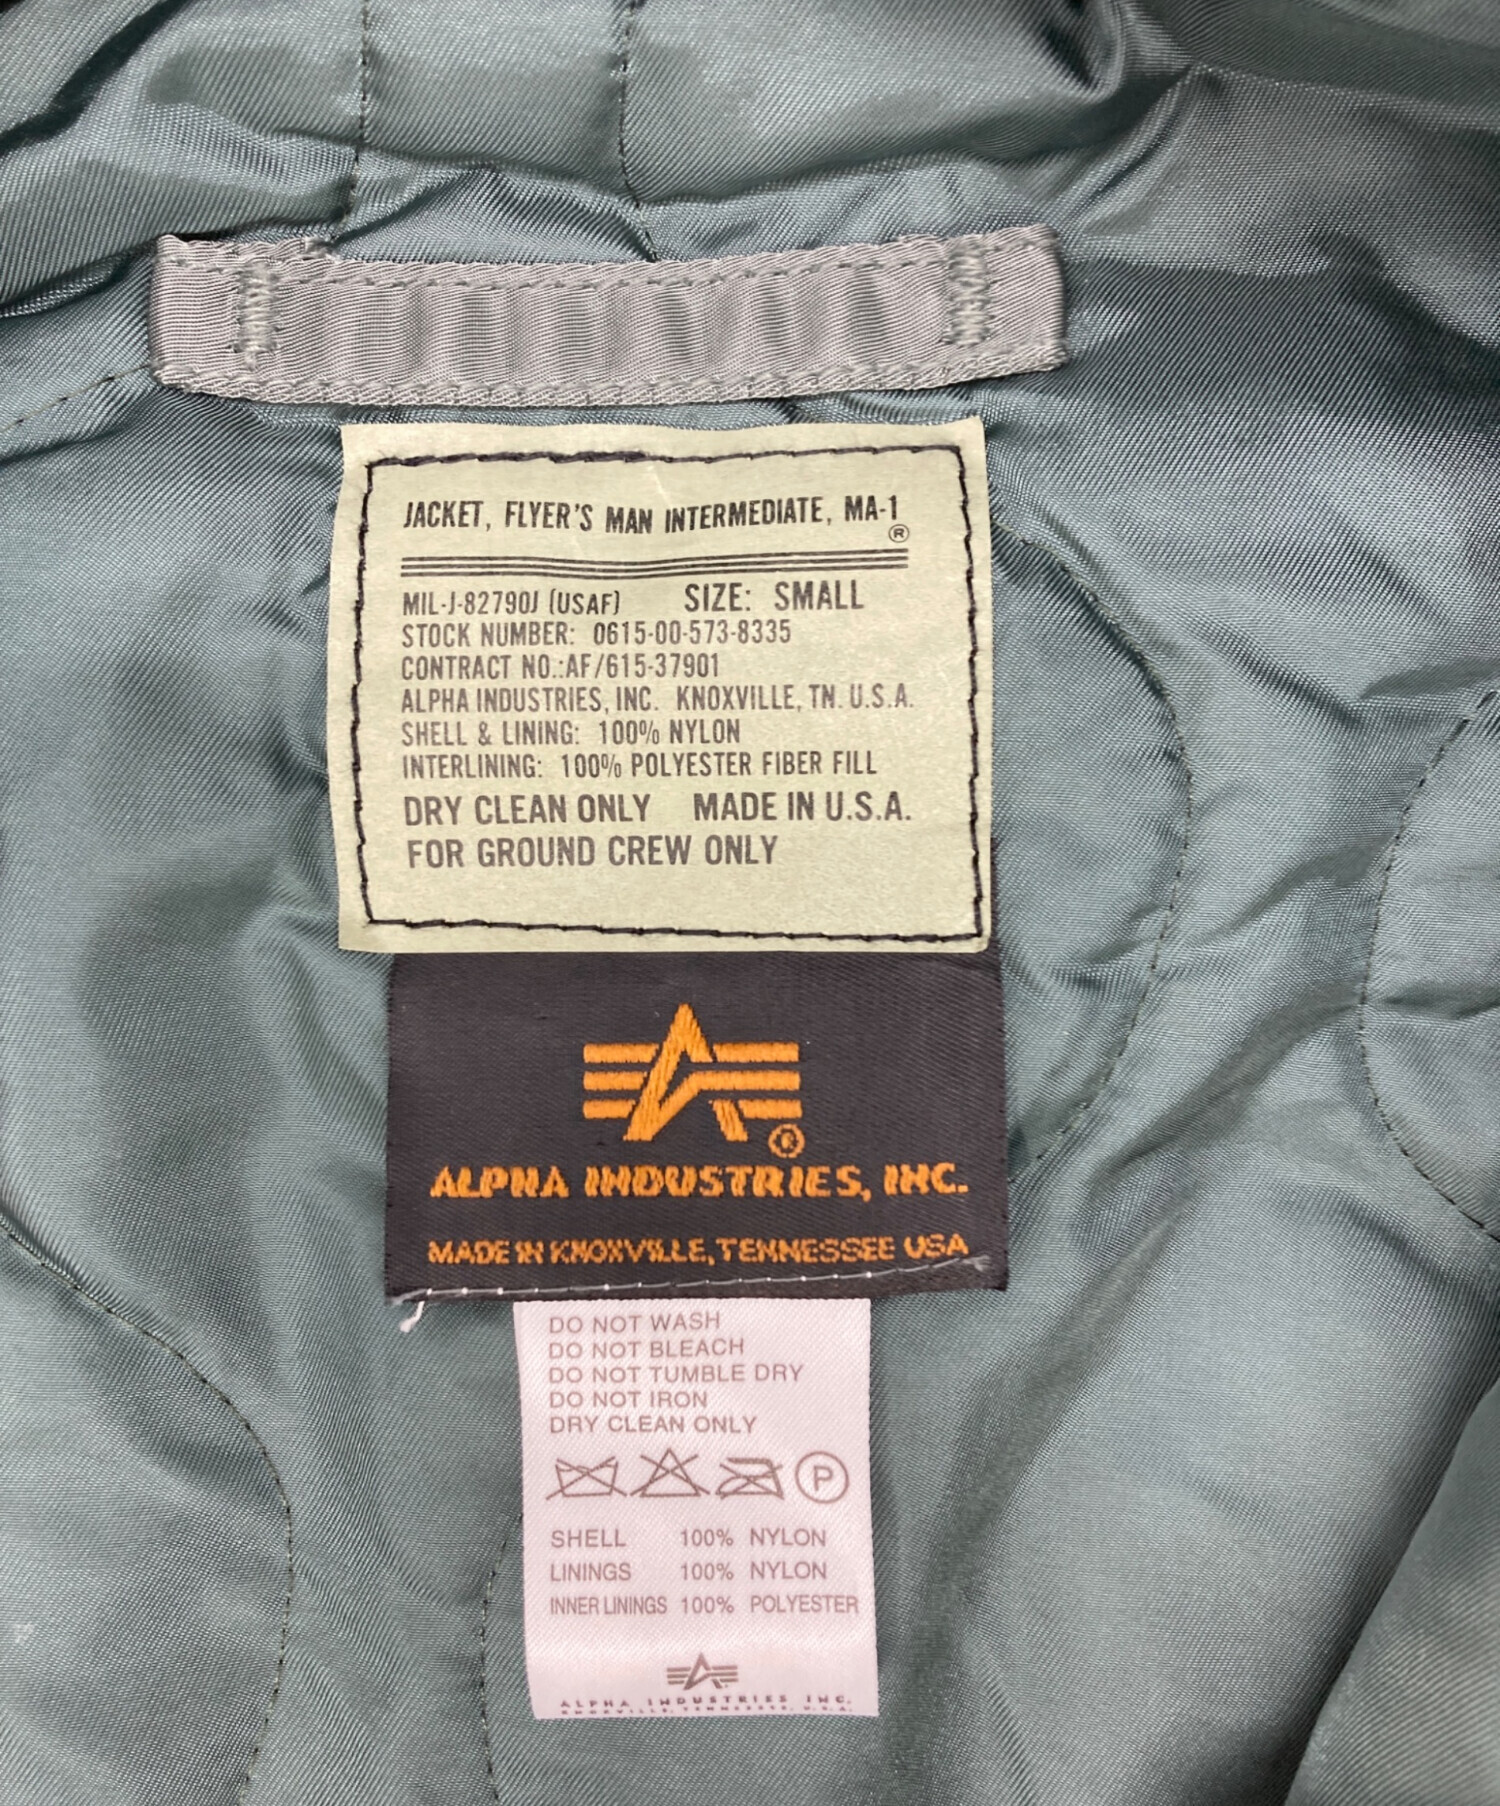 JACKET, FLYER'S MAN INTERMEDIATE, MA-1
®
MIL-J-82790J (USAF) SIZE: SMALL
STOCK NUMBER: 0615-00-573-8335
CONTRACT NO.:AF/615-37901
ALPHA INDUSTRIES, INC. KNOXVILLE, TN. U.S.A.
SHELL & LINING: 100% NYLON
INTERLINING: 100% POLYESTER FIBER FILL
DRY CLEAN ONLY MADE IN U.S.A.
FOR GROUND CREW ONLY
®
ALPHA INDUSTRIES, INC.
MADE IN KNOXVILLE, TENNESSEE USA
DO NOT WASH
DO NOT BLEACH
DO NOT TUMBLE DRY
DO NOT IRON
DRY CLEAN ONLY
P
SHELL 100% NYLON
LININGS 100% NYLON
INNER LININGS 100% POLYESTER
ALPHA INDUSTRIES INC.
KNOXVILLE, TENNESSEE, U.S.A.